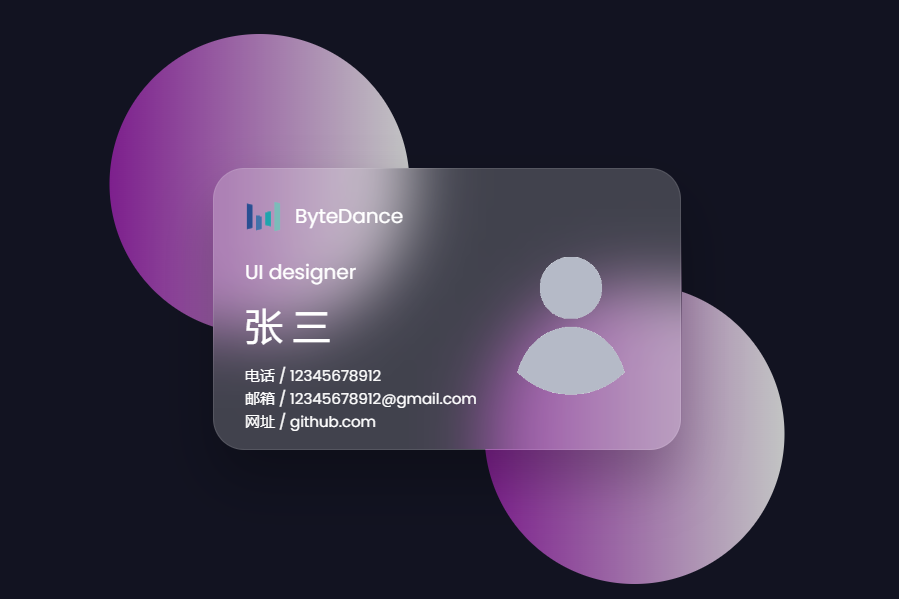 ByteDance
UI designer
张 三
电话 / 12345678912
邮箱 / 12345678912@gmail.com
网址 / github.com